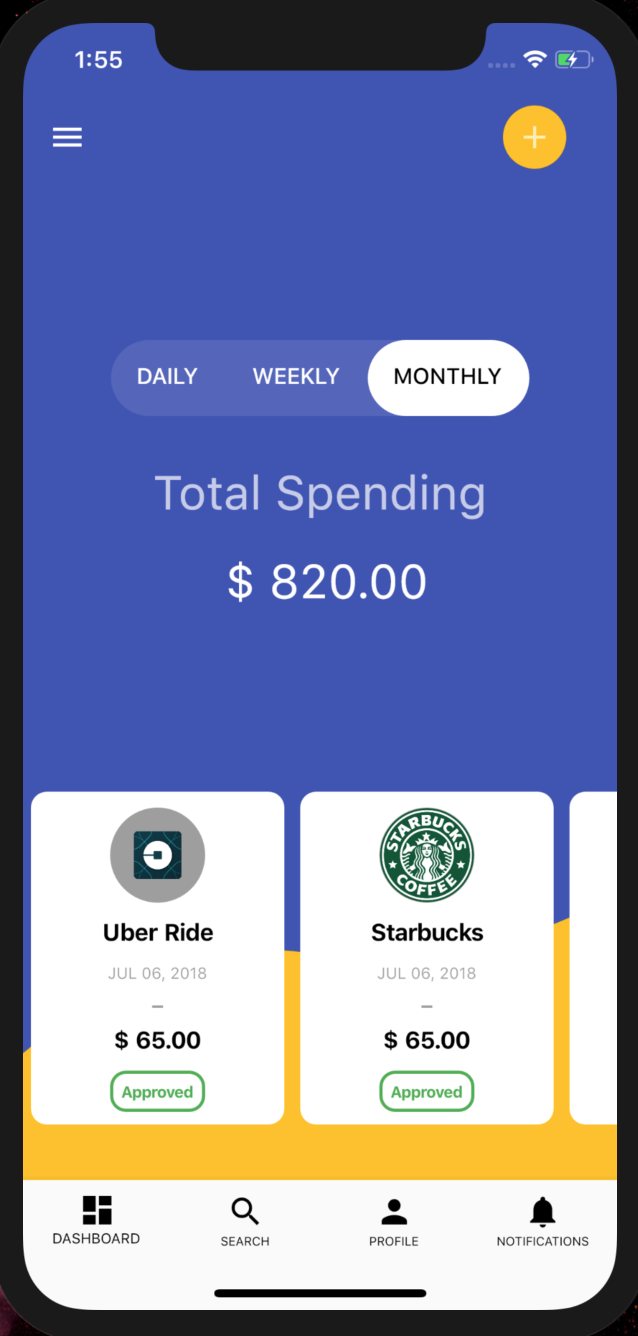 1:55
DAILY WEEKLY MONTHLY
Total Spending
$ 820.00
STARBUCKS
COFFEE
Uber Ride Starbucks
JUL 06, 2018 JUL 06, 2018
– –
$ 65.00 $ 65.00
Approved Approved
DASHBOARD SEARCH PROFILE NOTIFICATIONS